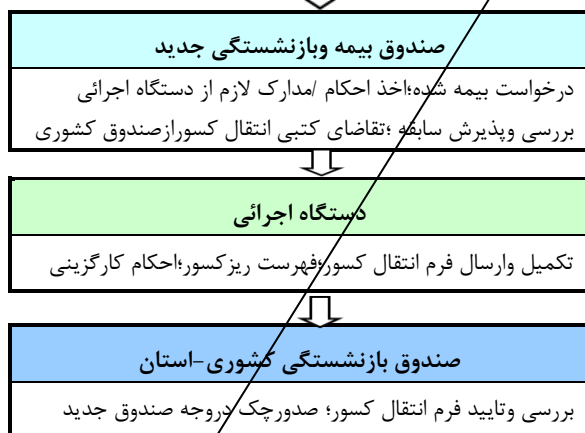 صندوق بیمه وبازنشستگی جدید
درخواست بیمه شده؛اخذ احکام /مدارک لازم از دستگاه اجرائی
بررسی وپذیرش سابقه ؛تقاضای کتبی انتقال کسورازصندوق کشوری
دستگاه اجرائی
تکمیل وارسال فرم انتقال کسور؛فهرست ریزکسور؛احکام کارگزینی
صندوق بازنشستگی کشوری-استان
بررسی وتایید فرم انتقال کسور؛ صدورچک دروجه صندوق جدید